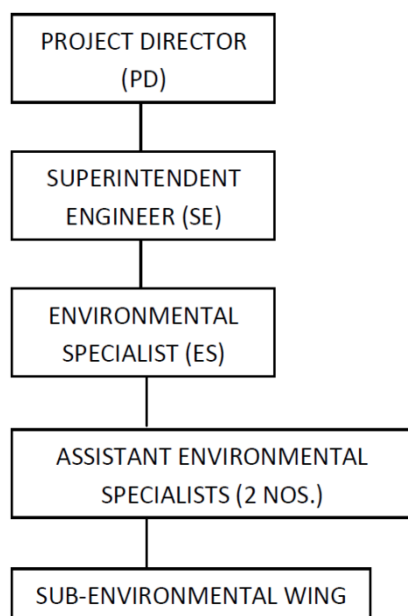 PROJECT DIRECTOR
(PD)
SUPERINTENDENT
ENGINEER (SE)
ENVIRONMENTAL
SPECIALIST (ES)
ASSISTANT ENVIRONMENTAL
SPECIALISTS (2 NOS.)
SUB-ENVIRONMENTAL WING